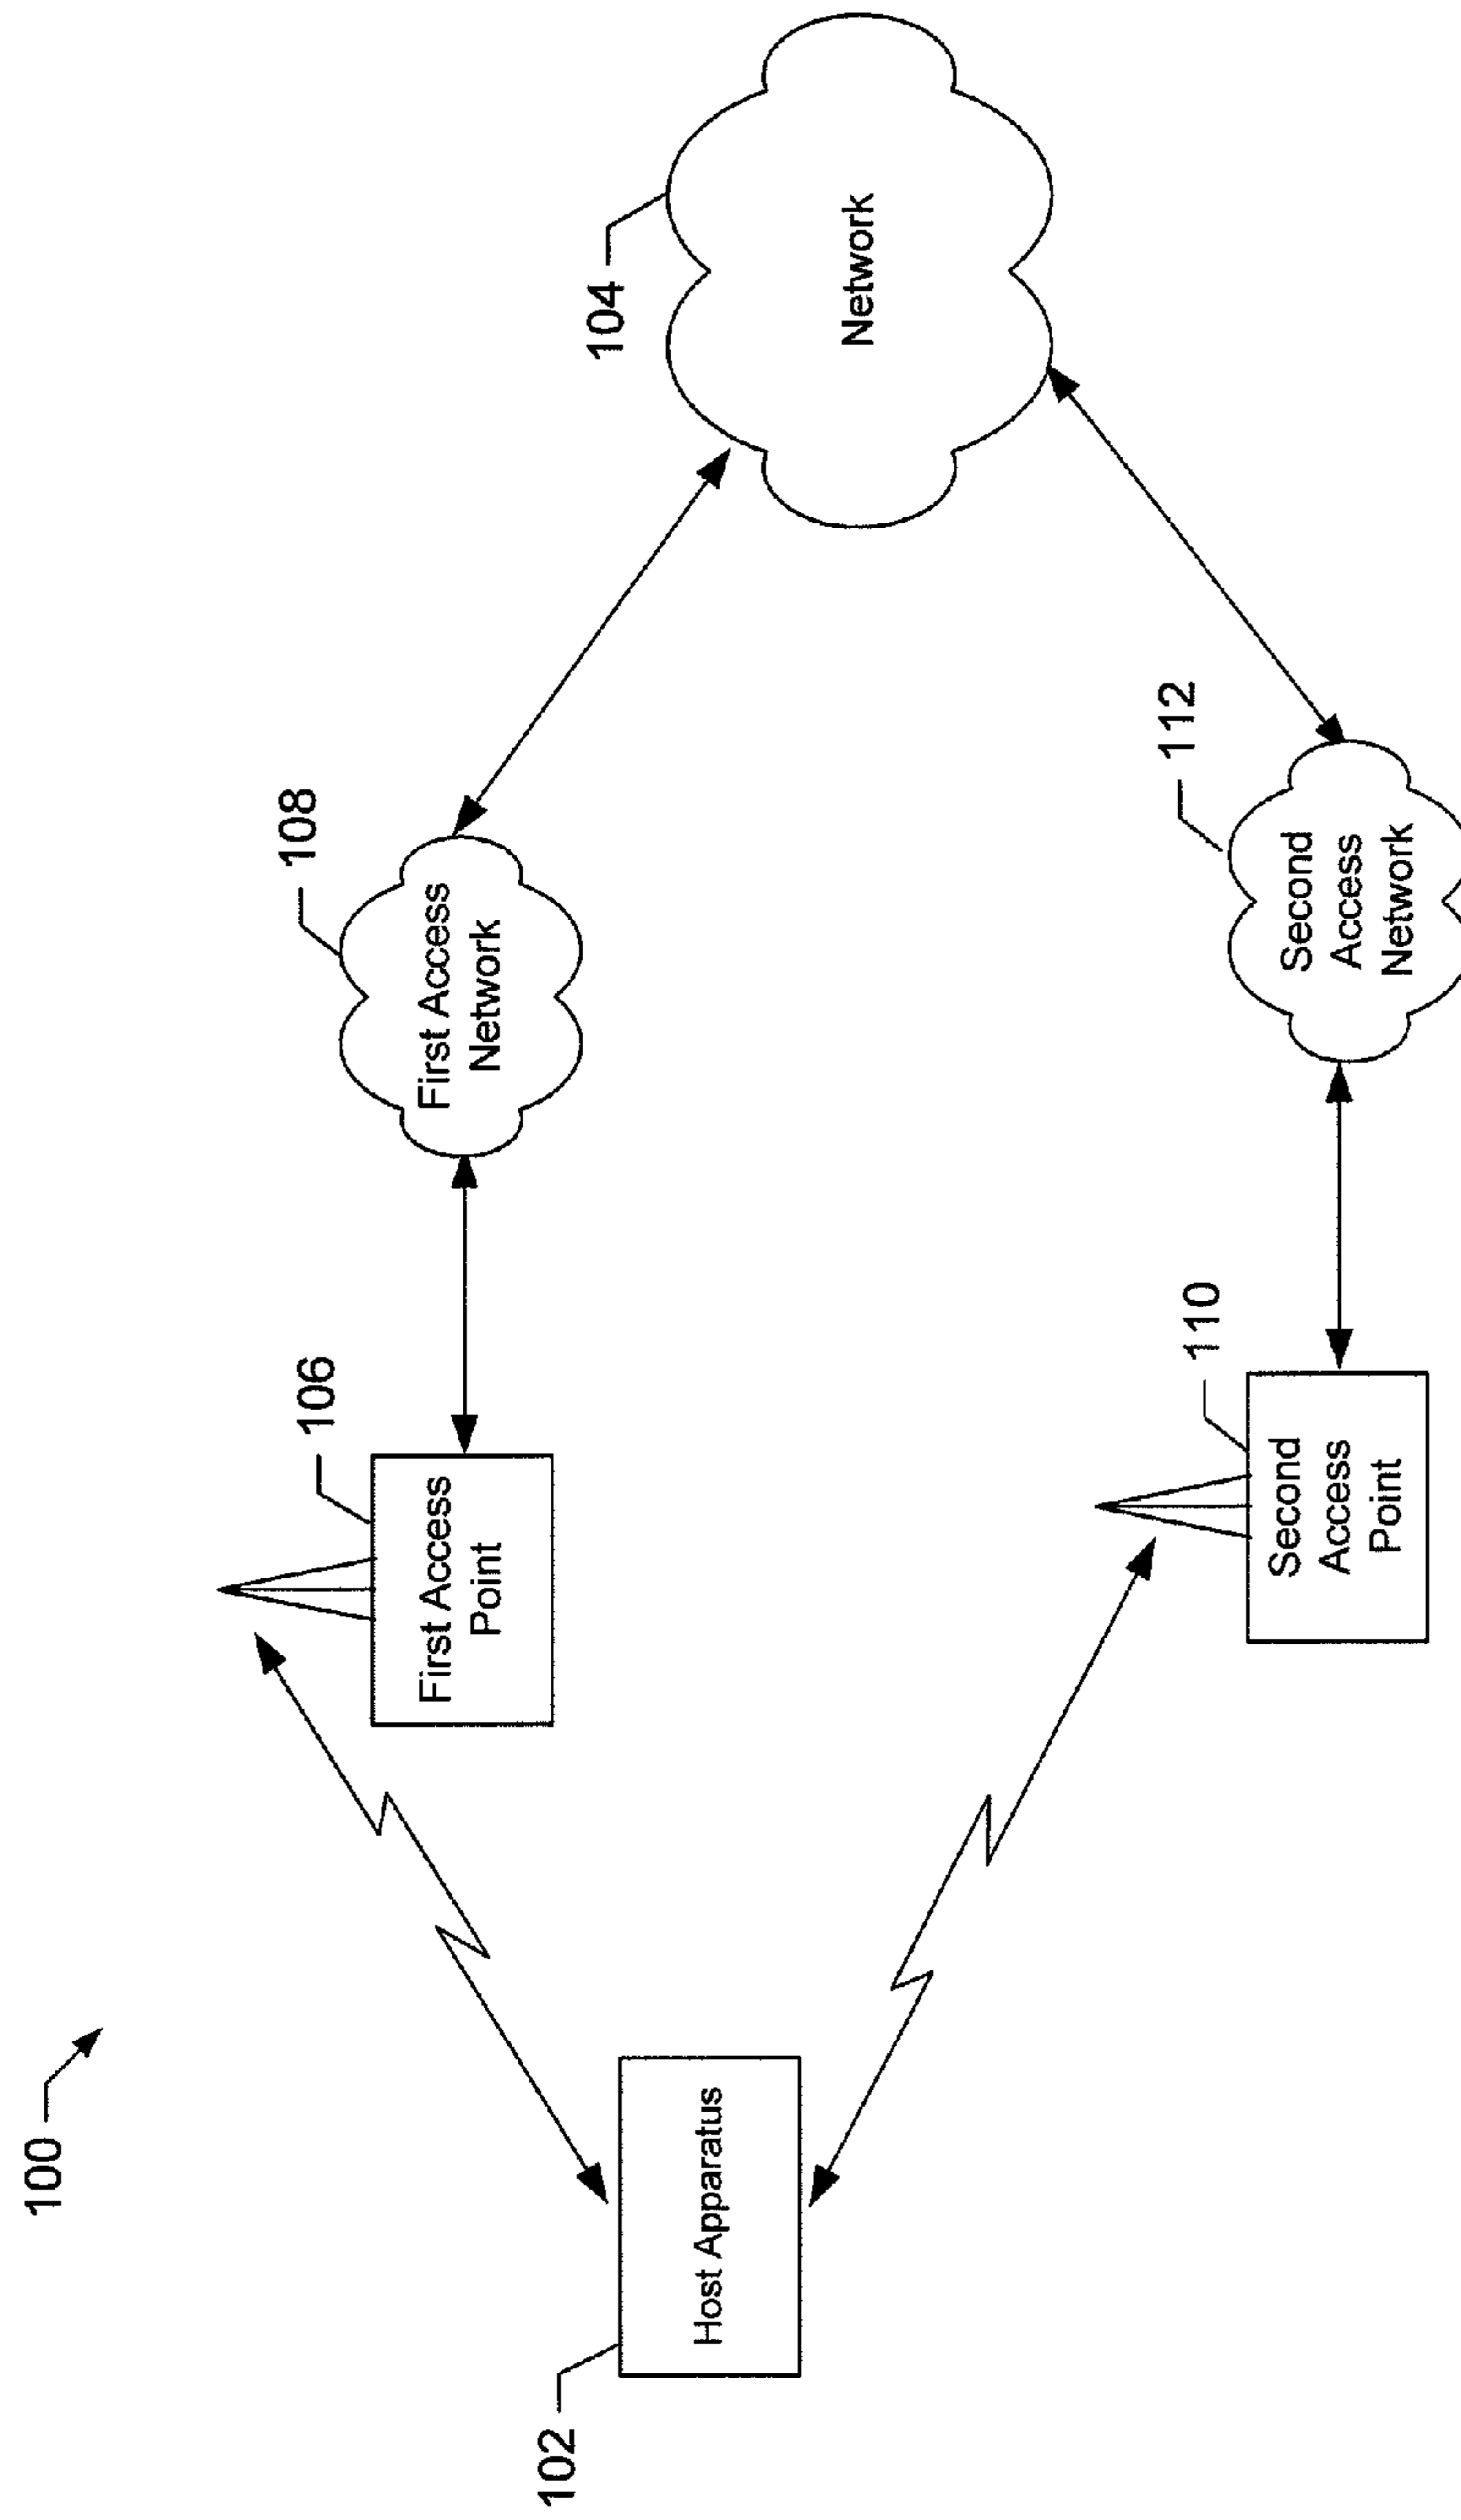 100
106
108
First Access
Point
First Access
Network
102
Host Apparatus
104
Network
110
112
Second
Access
Point
Second
Access
Network